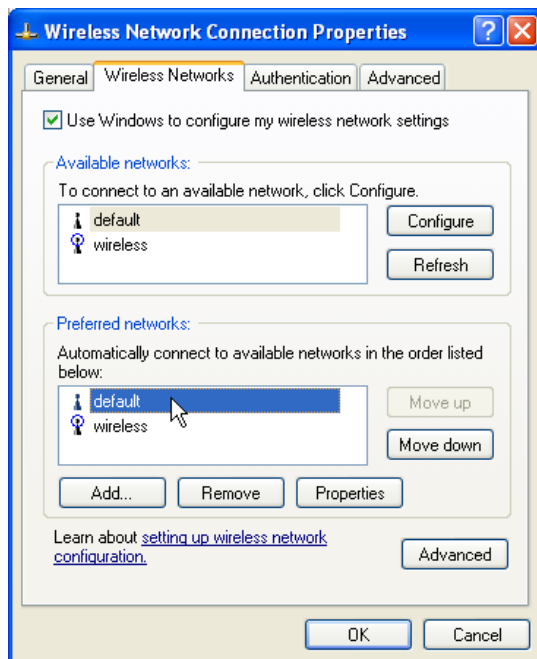 Wireless Network Connection Properties
General Wireless Networks Authentication Advanced
Use Windows to configure my wireless network settings
Available networks:
To connect to an available network, click Configure.
default
wireless
Configure
Refresh
Preferred networks:
Automatically connect to available networks in the order listed
below:
default
wireless
Move up
Move down
Add... Remove Properties
Learn about setting up wireless network
configuration.
Advanced
OK Cancel